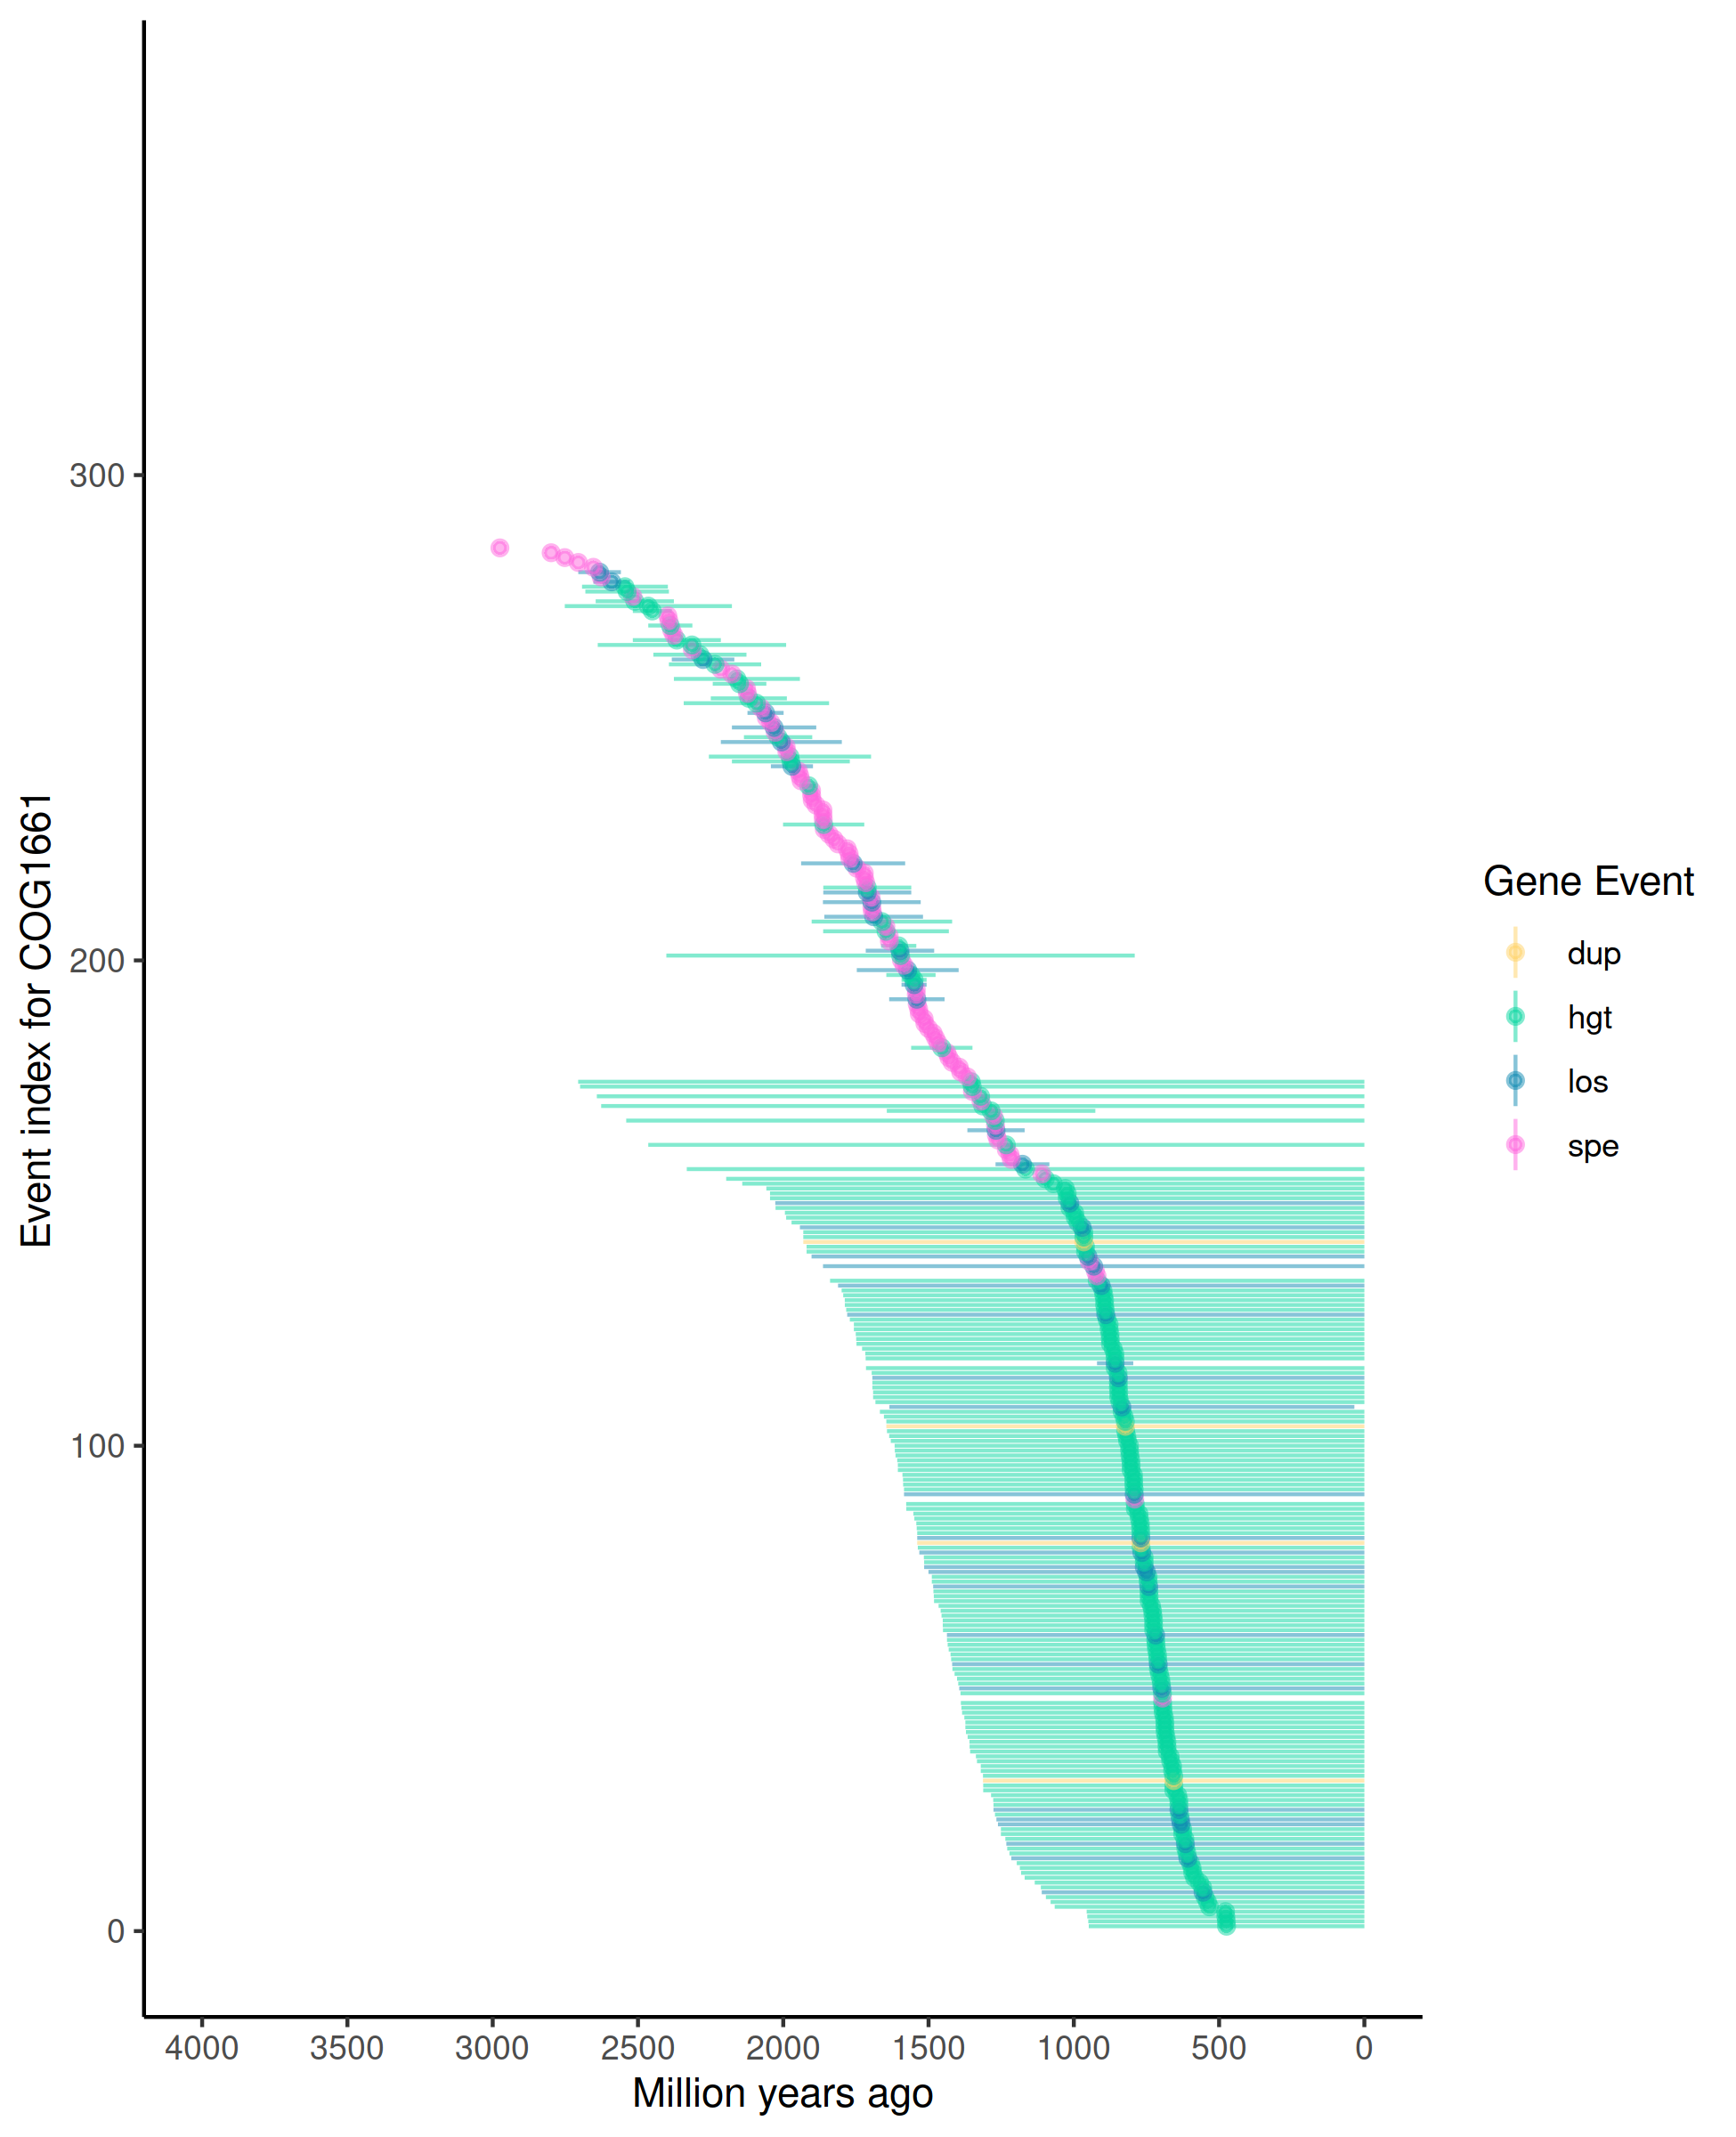 Event index for COG1661
300
200
100
0
4000 3500 3000 2500 2000 1500 1000 500 0
Million years ago
Gene Event
dup
hgt
los
spe